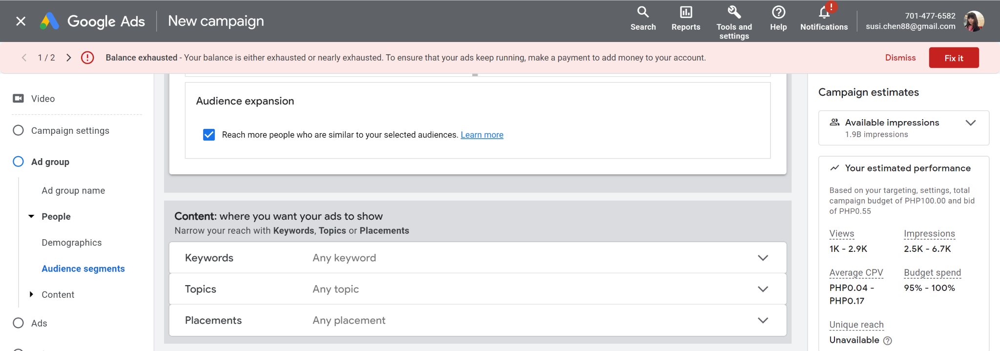 Google Ads
New campaign
Search
Reports
Tools and
settings
Help
!
Notifications
701-477-6582
susi.chen88@gmail.com
1 / 2
Balance exhausted - Your balance is either exhausted or nearly exhausted. To ensure that your ads keep running, make a payment to add money to your account.
Dismiss
Fix it
Video
Campaign settings
Ad group
Ad group name
People
Demographics
Audience segments
Content
Ads
Audience expansion
Reach more people who are similar to your selected audiences. Learn more
Content: where you want your ads to show
Narrow your reach with Keywords, Topics or Placements
Keywords Any keyword
Topics Any topic
Placements Any placement
Campaign estimates
Available impressions
1.9B impressions
Your estimated performance
Based on your targeting, settings, total
campaign budget of PHP100.00 and bid
of PHP0.55
Views Impressions
1K - 2.9K 2.5K - 6.7K
Average CPV Budget spend
PHP0.04 - 95% - 100%
PHP0.17
Unique reach
Unavailable